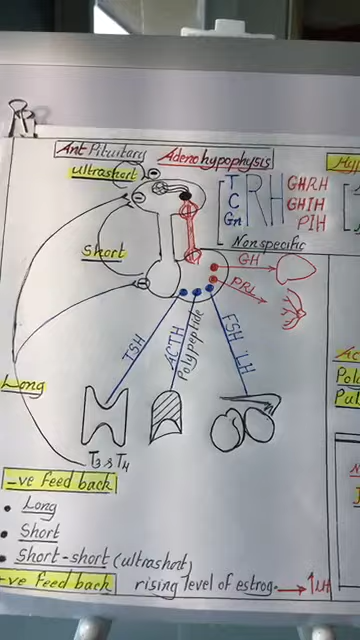 Ant Pituitary Adenohypophysis
ultrashort
T
C
Gn
RH
GHRH
GHIH
PIH
Nonspecific
Short
GH
PRL
TSH
ACTH
Polypeptide
FSH LH
Long
T3 & T4
-ve feed back
• Long
• Short
• Short-short (ultrashort)
-ve feed back rising level of estrog. → ↑LH